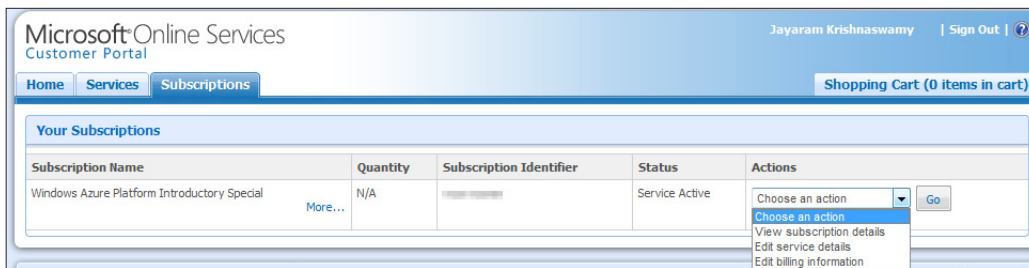 Microsoft® Online Services
Customer Portal
Jayaram Krishnaswamy | Sign Out |
Home Services Subscriptions
Shopping Cart (0 items in cart)
Your Subscriptions
Subscription Name Quantity Subscription Identifier Status Actions
Windows Azure Platform Introductory Special N/A Service Active Choose an action Go
More...
Choose an action
View subscription details
Edit service details
Edit billing information